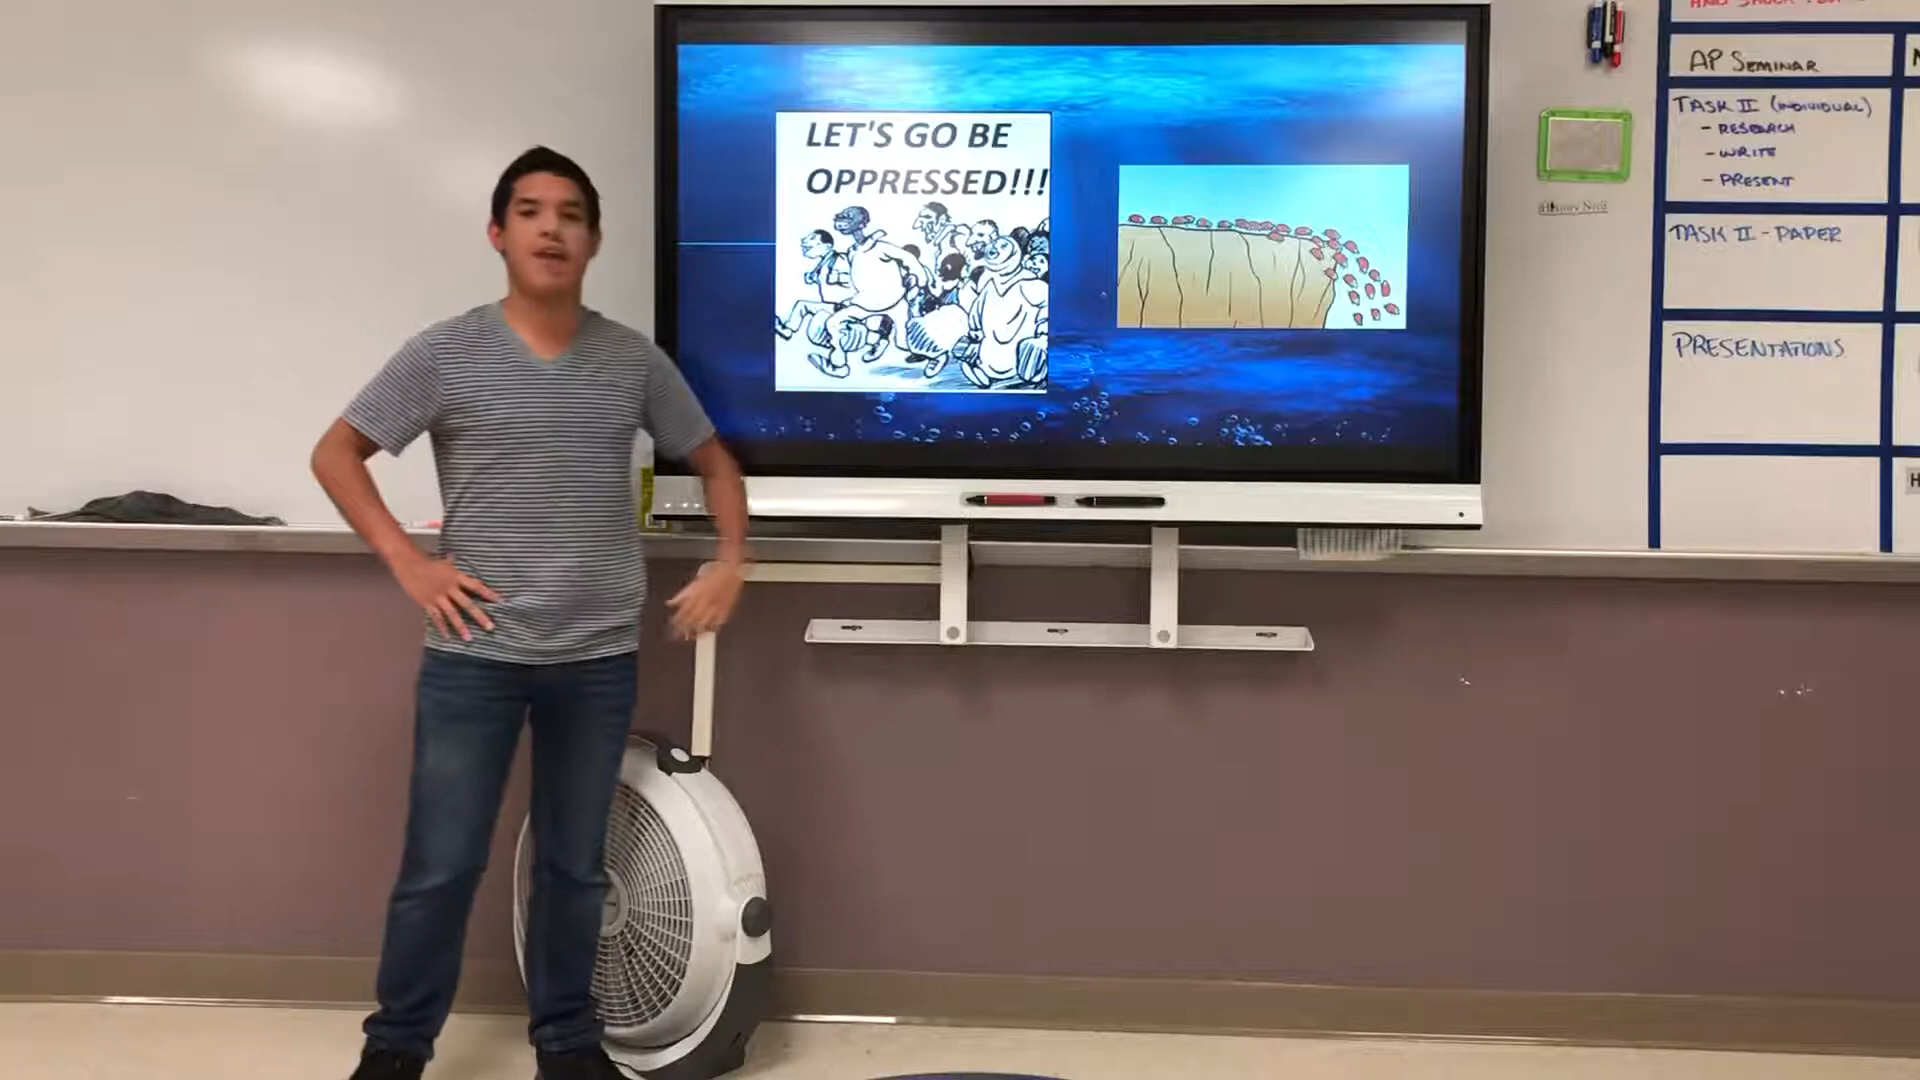 LET'S GO BE
OPPRESSED!!!
AP SEMINAR
TASK II (INDIVIDUAL)
- RESEARCH
- WRITE
- PRESENT
TASK II - PAPER
PRESENTATIONS
H